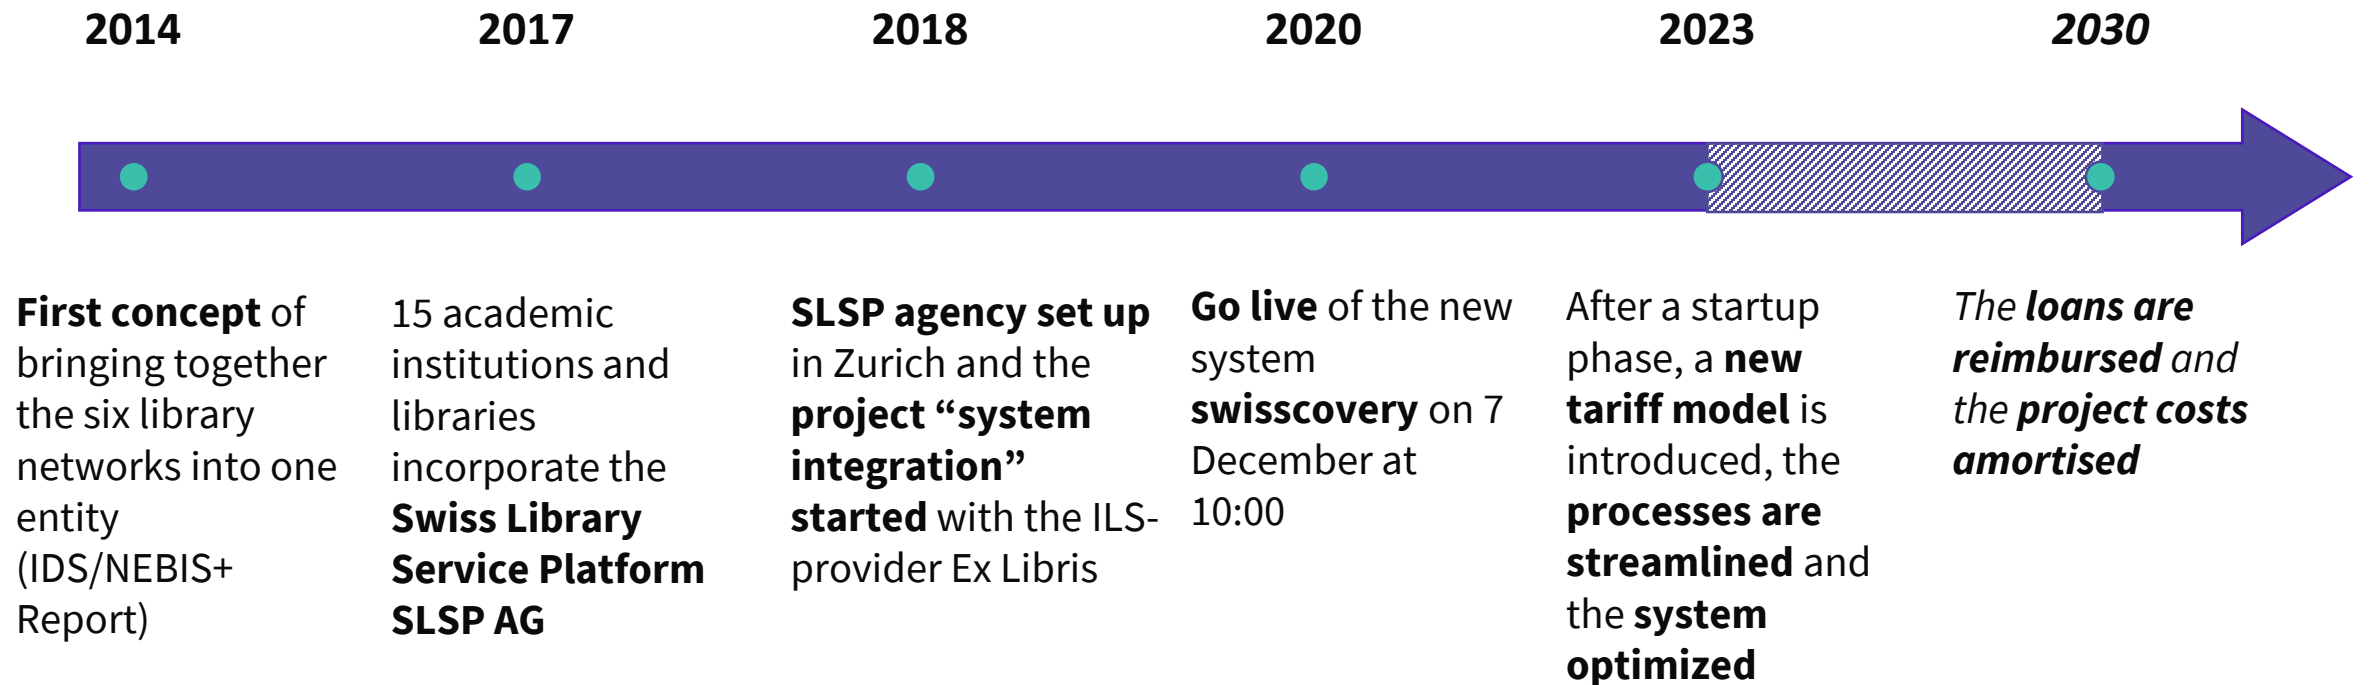 2014
2017
2018
2020
2023
2030
First concept of
bringing together
the six library
networks into one
entity
(IDS/NEBIS+
Report)
15 academic
institutions and
libraries
incorporate the
Swiss Library
Service Platform
SLSP AG
SLSP agency set up
in Zurich and the
project “system
integration”
started with the ILS-
provider Ex Libris
Go live of the new
system
swisscovery on 7
December at
10:00
After a startup
phase, a new
tariff model is
introduced, the
processes are
streamlined and
the system
optimized
The loans are
reimbursed and
the project costs
amortised